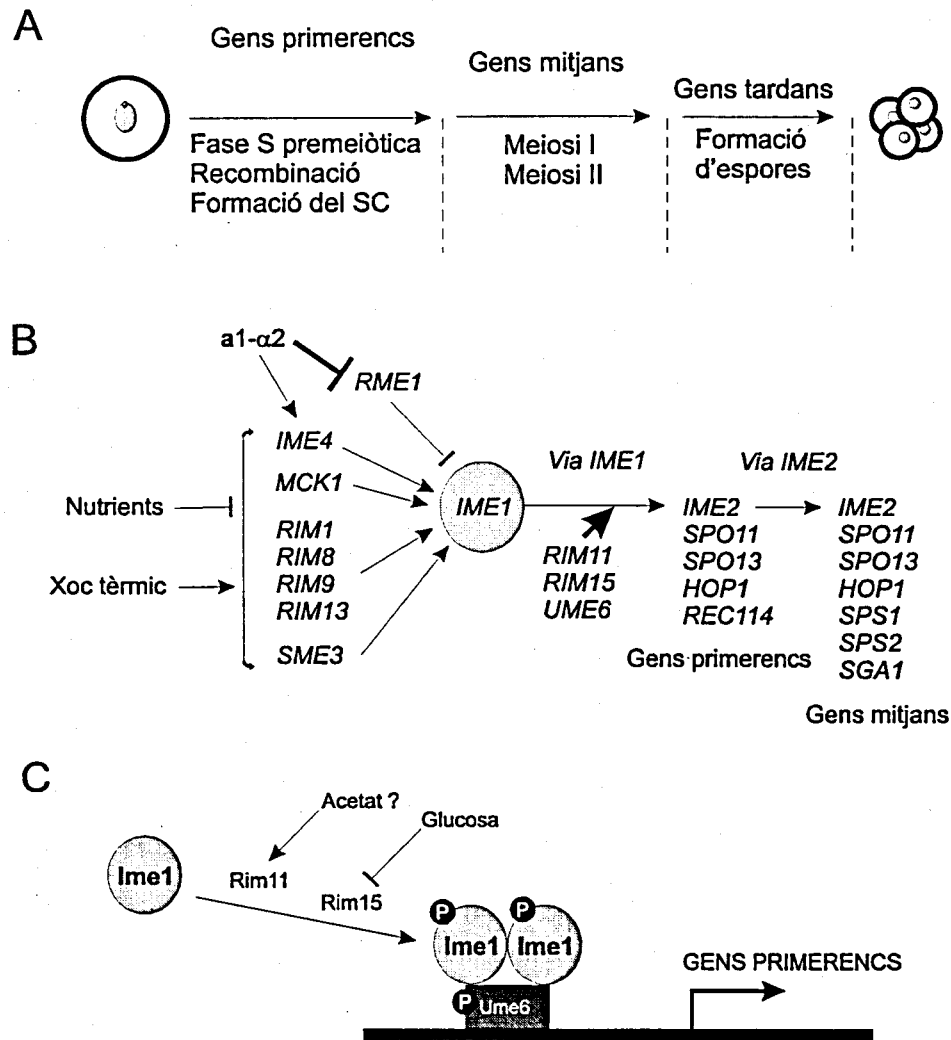 A
Gens primerencs
Gens mitjans
Gens tardans
Fase S premeiòtica
Recombinació
Formació del SC
Meiosi I
Meiosi II
Formació
d'espores
B
a1-α2
RME1
IME4
MCK1
RIM1
RIM8
RIM9
RIM13
SME3
Nutrients
Xoc tèrmic
IME1
Via IME1
RIM11
RIM15
UME6
Via IME2
IME2
SPO11
SPO13
HOP1
REC114
Gens primerencs
IME2
SPO11
SPO13
HOP1
SPS1
SPS2
SGA1
Gens mitjans
C
Acetat ?
Glucosa
Ime1
Rim11
Rim15
P
P
Ime1
Ime1
P
Ume6
GENS PRIMERENCS